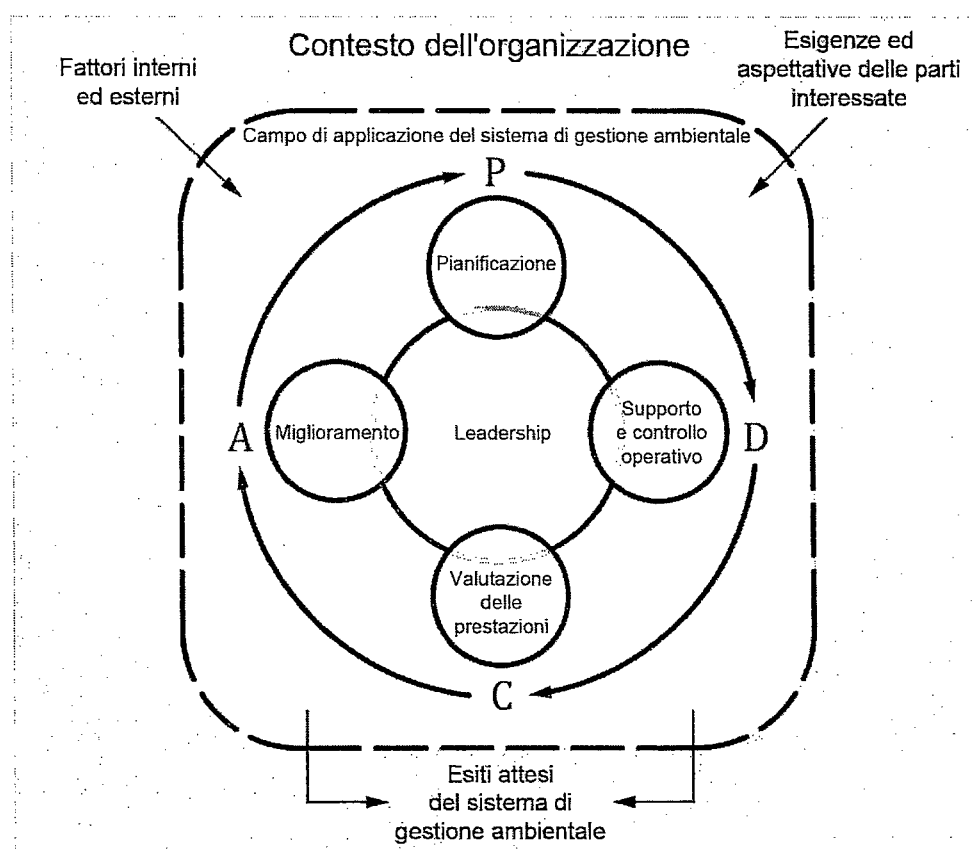 Contesto dell'organizzazione
Fattori interni
ed esterni
Esigenze ed
aspettative delle parti
interessate
Campo di applicazione del sistema di gestione ambientale
P
Pianificazione
A
Miglioramento
Leadership
Supporto
e controllo
operativo
D
Valutazione
delle
prestazioni
C
Esiti attesi
del sistema di
gestione ambientale